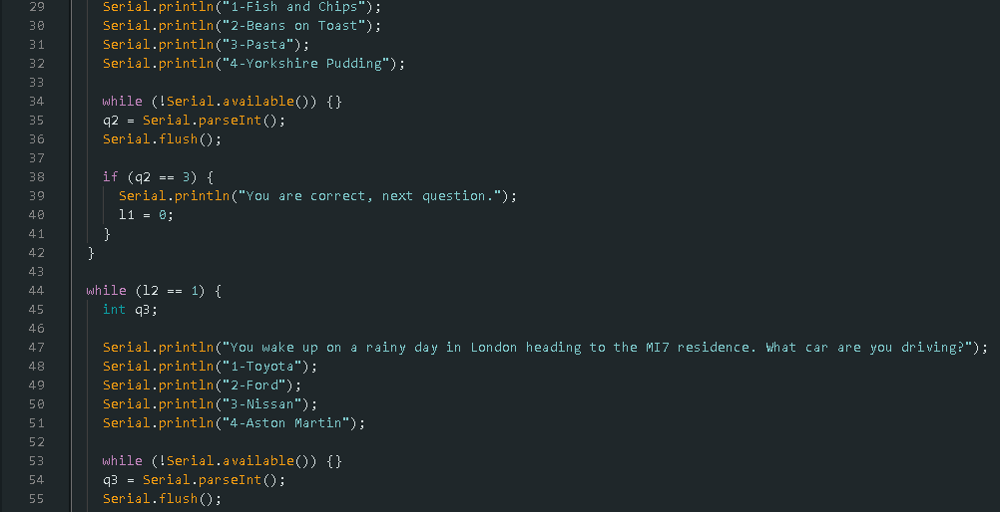 29 Serial.println("1-Fish and Chips");
30 Serial.println("2-Beans on Toast");
31 Serial.println("3-Pasta");
32 Serial.println("4-Yorkshire Pudding");
33
34 while (!Serial.available()) {}
35 q2 = Serial.parseInt();
36 Serial.flush();
37
38 if (q2 == 3) {
39 Serial.println("You are correct, next question.");
40 l1 = 0;
41 }
42 }
43
44 while (l2 == 1) {
45 int q3;
46
47 Serial.println("You wake up on a rainy day in London heading to the MI7 residence. What car are you driving?");
48 Serial.println("1-Toyota");
49 Serial.println("2-Ford");
50 Serial.println("3-Nissan");
51 Serial.println("4-Aston Martin");
52
53 while (!Serial.available()) {}
54 q3 = Serial.parseInt();
55 Serial.flush();